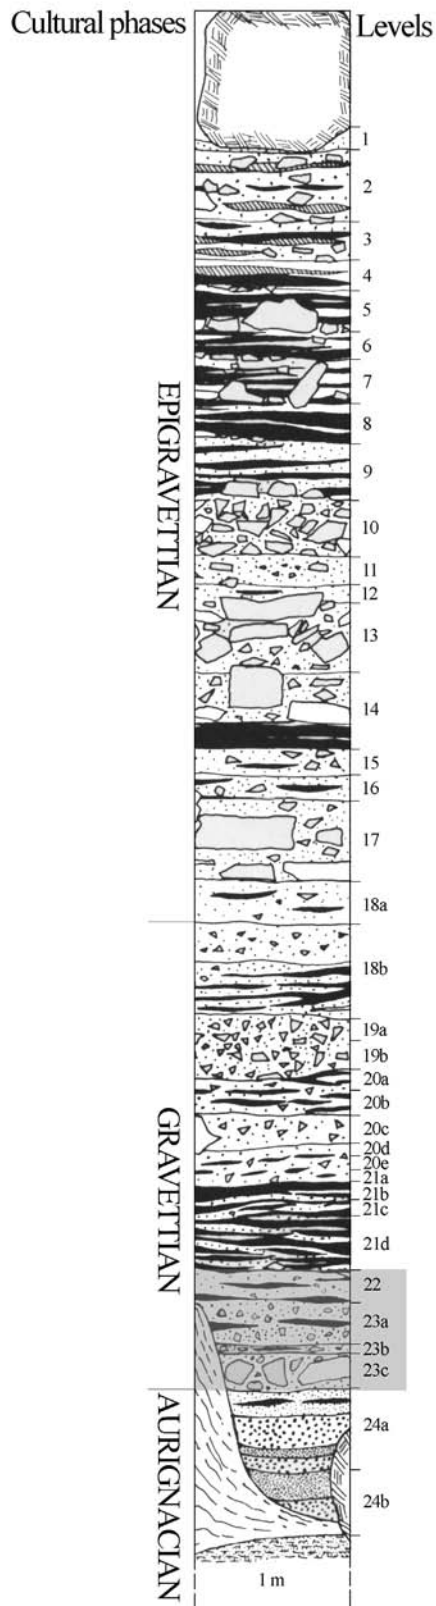 Cultural phases
Levels
1
2
3
4
5
6
7
8
9
10
11
12
13
14
15
16
17
18a
18b
19a
19b
20a
20b
20c
20d
20e
21a
21b
21c
21d
22
23a
23b
23c
24a
24b
EPIGRAVETTIAN
GRAVETTIAN
AURIGNACIAN
1 m